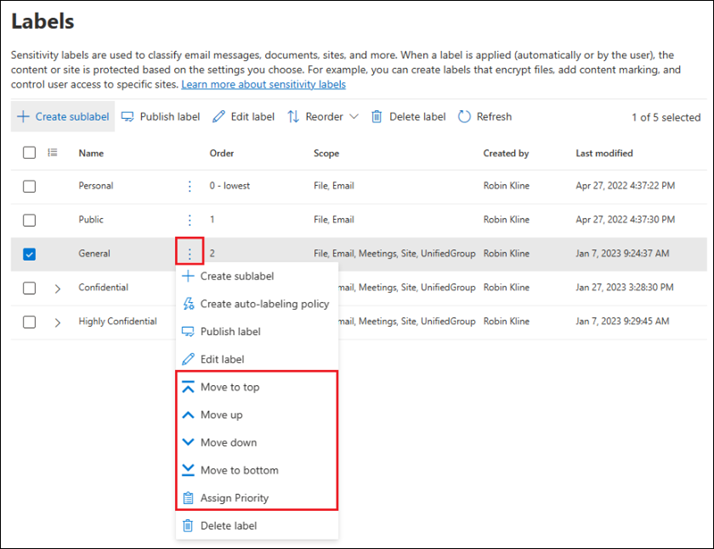 Labels
Sensitivity labels are used to classify email messages, documents, sites, and more. When a label is applied (automatically or by the user), the
content or site is protected based on the settings you choose. For example, you can create labels that encrypt files, add content marking, and
control user access to specific sites. Learn more about sensitivity labels
Create sublabel Publish label Edit label Reorder Delete label Refresh 1 of 5 selected
Name Order Scope Created by Last modified
Personal 0 - lowest File, Email Robin Kline Apr 27, 2022 4:37:22 PM
Public 1 File, Email Robin Kline Apr 27, 2022 4:37:30 PM
General 2 File, Email, Meetings, Site, UnifiedGroup Robin Kline Jan 7, 2023 9:24:37 AM
Create sublabel
Confidential mail, Meetings, Site, UnifiedGroup Robin Kline Jan 27, 2023 3:28:30 PM
Create auto-labeling policy
Highly Confidential mail, Meetings, Site, UnifiedGroup Robin Kline Jan 7, 2023 9:29:45 AM
Publish label
Edit label
Move to top
Move up
Move down
Move to bottom
Assign Priority
Delete label